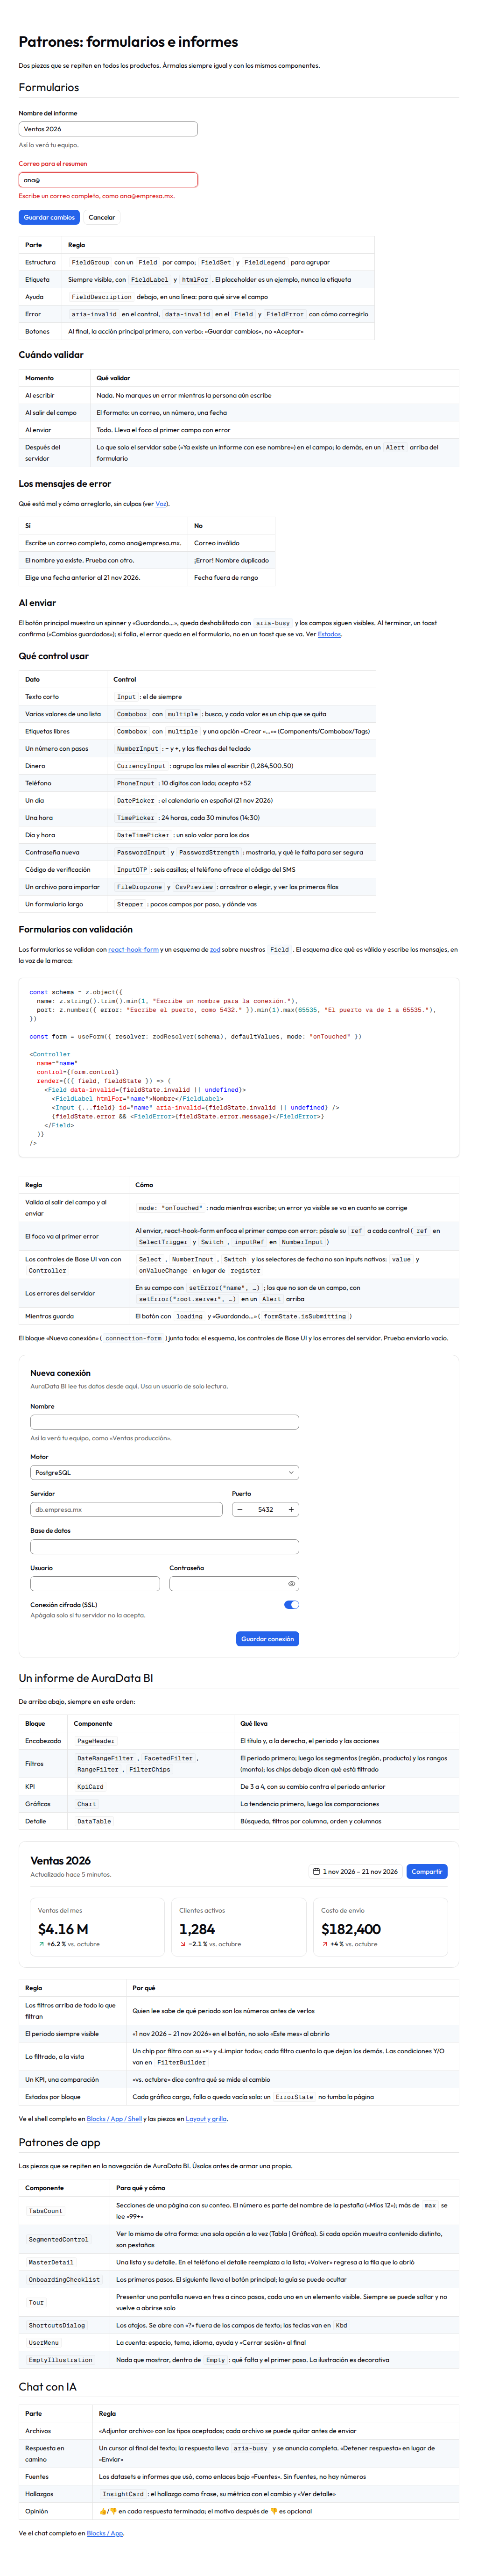 Patrones: formularios e informes
Dos piezas que se repiten en todos los productos. Ármalas siempre igual y con los mismos componentes.
Formularios
Nombre del informe
Ventas 2026
Así lo verá tu equipo.
Correo para el resumen
ana@
Escribe un correo completo, como ana@empresa.mx.
Guardar cambios Cancelar
Parte Regla
Estructura FieldGroup con un Field por campo; FieldSet y FieldLegend para agrupar
Etiqueta Siempre visible, con FieldLabel y htmlFor . El placeholder es un ejemplo, nunca la etiqueta
Ayuda FieldDescription debajo, en una línea: para qué sirve el campo
Error aria-invalid en el control, data-invalid en el Field y FieldError con cómo corregirlo
Botones Al final, la acción principal primero, con verbo: «Guardar cambios», no «Aceptar»
Cuándo validar
Momento Qué validar
Al escribir Nada. No marques un error mientras la persona aún escribe
Al salir del campo El formato: un correo, un número, una fecha
Al enviar Todo. Lleva el foco al primer campo con error
Después del servidor Lo que solo el servidor sabe («Ya existe un informe con ese nombre») en el campo; lo demás, en un Alert arriba del formulario
Los mensajes de error
Qué está mal y cómo arreglarlo, sin culpas (ver Voz).
Sí No
Escribe un correo completo, como ana@empresa.mx. Correo inválido
El nombre ya existe. Prueba con otro. ¡Error! Nombre duplicado
Elige una fecha anterior al 21 nov 2026. Fecha fuera de rango
Al enviar
El botón principal muestra un spinner y «Guardando…», queda deshabilitado con aria-busy y los campos siguen visibles. Al terminar, un toast
confirma («Cambios guardados»); si falla, el error queda en el formulario, no en un toast que se va. Ver Estados.
Qué control usar
Dato Control
Texto corto Input : el de siempre
Varios valores de una lista Combobox con multiple : busca, y cada valor es un chip que se quita
Etiquetas libres Combobox con multiple y una opción «Crear «…»» (Components/Combobox/Tags)
Un número con pasos NumberInput : − y +, y las flechas del teclado
Dinero CurrencyInput : agrupa los miles al escribir (1,284,500.50)
Teléfono PhoneInput : 10 dígitos con lada; acepta +52
Un día DatePicker : el calendario en español (21 nov 2026)
Una hora TimePicker : 24 horas, cada 30 minutos (14:30)
Día y hora DateTimePicker : un solo valor para los dos
Contraseña nueva PasswordInput y PasswordStrength : mostrarla, y qué le falta para ser segura
Código de verificación InputOTP : seis casillas; el teléfono ofrece el código del SMS
Un archivo para importar FileDropzone y CsvPreview : arrastrar o elegir, y ver las primeras filas
Un formulario largo Stepper : pocos campos por paso, y dónde vas
Formularios con validación
Los formularios se validan con react-hook-form y un esquema de zod sobre nuestros Field . El esquema dice qué es válido y escribe los mensajes, en
la voz de la marca:
const schema = z.object({
name: z.string().trim().min(1, "Escribe un nombre para la conexión."),
port: z.number({ error: "Escribe el puerto, como 5432." }).min(1).max(65535, "El puerto va de 1 a 65535."),
})
const form = useForm({ resolver: zodResolver(schema), defaultValues, mode: "onTouched" })
<Controller
name="name"
control={form.control}
render={({ field, fieldState }) => (
<Field data-invalid={fieldState.invalid || undefined}>
<FieldLabel htmlFor="name">Nombre</FieldLabel>
<Input {...field} id="name" aria-invalid={fieldState.invalid || undefined} />
{fieldState.error && <FieldError>{fieldState.error.message}</FieldError>}
</Field>
)}
/>
Regla Cómo
Valida al salir del campo y al enviar mode: "onTouched" : nada mientras escribe; un error ya visible se va en cuanto se corrige
El foco va al primer error Al enviar, react-hook-form enfoca el primer campo con error: pásale su ref a cada control ( ref en SelectTrigger y Switch , inputRef en NumberInput )
Los controles de Base UI van con Controller Select , NumberInput , Switch y los selectores de fecha no son inputs nativos: value y onValueChange en lugar de register
Los errores del servidor En su campo con setError("name", …) ; los que no son de un campo, con setError("root.server", …) en un Alert arriba
Mientras guarda El botón con loading y «Guardando…» ( formState.isSubmitting )
El bloque «Nueva conexión» ( connection-form ) junta todo: el esquema, los controles de Base UI y los errores del servidor. Prueba enviarlo vacío.
Nueva conexión
AuraData BI lee tus datos desde aquí. Usa un usuario de solo lectura.
Nombre
Así la verá tu equipo, como «Ventas producción».
Motor
PostgreSQL
Servidor Puerto
db.empresa.mx − 5432 +
Base de datos
Usuario Contraseña
Conexión cifrada (SSL)
Apágala solo si tu servidor no la acepta.
Guardar conexión
Un informe de AuraData BI
De arriba abajo, siempre en este orden:
Bloque Componente Qué lleva
Encabezado PageHeader El título y, a la derecha, el periodo y las acciones
Filtros DateRangeFilter , FacetedFilter , RangeFilter , FilterChips El periodo primero; luego los segmentos (región, producto) y los rangos (monto); los chips debajo dicen qué está filtrado
KPI KpiCard De 3 a 4, con su cambio contra el periodo anterior
Gráficas Chart La tendencia primero, luego las comparaciones
Detalle DataTable Búsqueda, filtros por columna, orden y columnas
Ventas 2026
Actualizado hace 5 minutos.
1 nov 2026 – 21 nov 2026 Compartir
Ventas del mes
$4.16 M
+6.2 % vs. octubre
Clientes activos
1,284
−2.1 % vs. octubre
Costo de envío
$182,400
+4 % vs. octubre
Regla Por qué
Los filtros arriba de todo lo que filtran Quien lee sabe de qué periodo son los números antes de verlos
El periodo siempre visible «1 nov 2026 – 21 nov 2026» en el botón, no solo «Este mes» al abrirlo
Lo filtrado, a la vista Un chip por filtro con su «×» y «Limpiar todo»; cada filtro cuenta lo que dejan los demás. Las condiciones Y/O van en FilterBuilder
Un KPI, una comparación «vs. octubre» dice contra qué se mide el cambio
Estados por bloque Cada gráfica carga, falla o queda vacía sola: un ErrorState no tumba la página
Ve el shell completo en Blocks / App / Shell y las piezas en Layout y grilla.
Patrones de app
Las piezas que se repiten en la navegación de AuraData BI. Úsalas antes de armar una propia.
Componente Para qué y cómo
TabsCount Secciones de una página con su conteo. El número es parte del nombre de la pestaña («Míos 12»); más de max se lee «99+»
SegmentedControl Ver lo mismo de otra forma: una sola opción a la vez (Tabla | Gráfica). Si cada opción muestra contenido distinto, son pestañas
MasterDetail Una lista y su detalle. En el teléfono el detalle reemplaza a la lista; «Volver» regresa a la fila que lo abrió
OnboardingChecklist Los primeros pasos. El siguiente lleva el botón principal; la guía se puede ocultar
Tour Presentar una pantalla nueva en tres a cinco pasos, cada uno en un elemento visible. Siempre se puede saltar y no vuelve a abrirse solo
ShortcutsDialog Los atajos. Se abre con «?» fuera de los campos de texto; las teclas van en Kbd
UserMenu La cuenta: espacio, tema, idioma, ayuda y «Cerrar sesión» al final
EmptyIllustration Nada que mostrar, dentro de Empty : qué falta y el primer paso. La ilustración es decorativa
Chat con IA
Parte Regla
Archivos «Adjuntar archivo» con los tipos aceptados; cada archivo se puede quitar antes de enviar
Respuesta en camino Un cursor al final del texto; la respuesta lleva aria-busy y se anuncia completa. «Detener respuesta» en lugar de «Enviar»
Fuentes Los datasets e informes que usó, como enlaces bajo «Fuentes». Sin fuentes, no hay números
Hallazgos InsightCard : el hallazgo como frase, su métrica con el cambio y «Ver detalle»
Opinión 👍/👎 en cada respuesta terminada; el motivo después de 👎 es opcional
Ve el chat completo en Blocks / App.